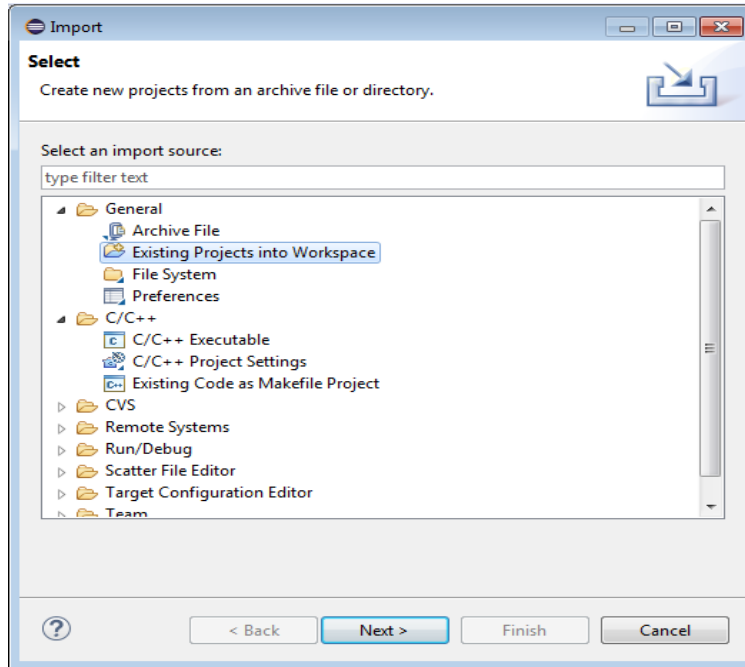 Import
Select
Create new projects from an archive file or directory.
Select an import source:
type filter text
General
Archive File
Existing Projects into Workspace
File System
Preferences
C/C++
C/C++ Executable
C/C++ Project Settings
Existing Code as Makefile Project
CVS
Remote Systems
Run/Debug
Scatter File Editor
Target Configuration Editor
Team
< Back Next > Finish Cancel